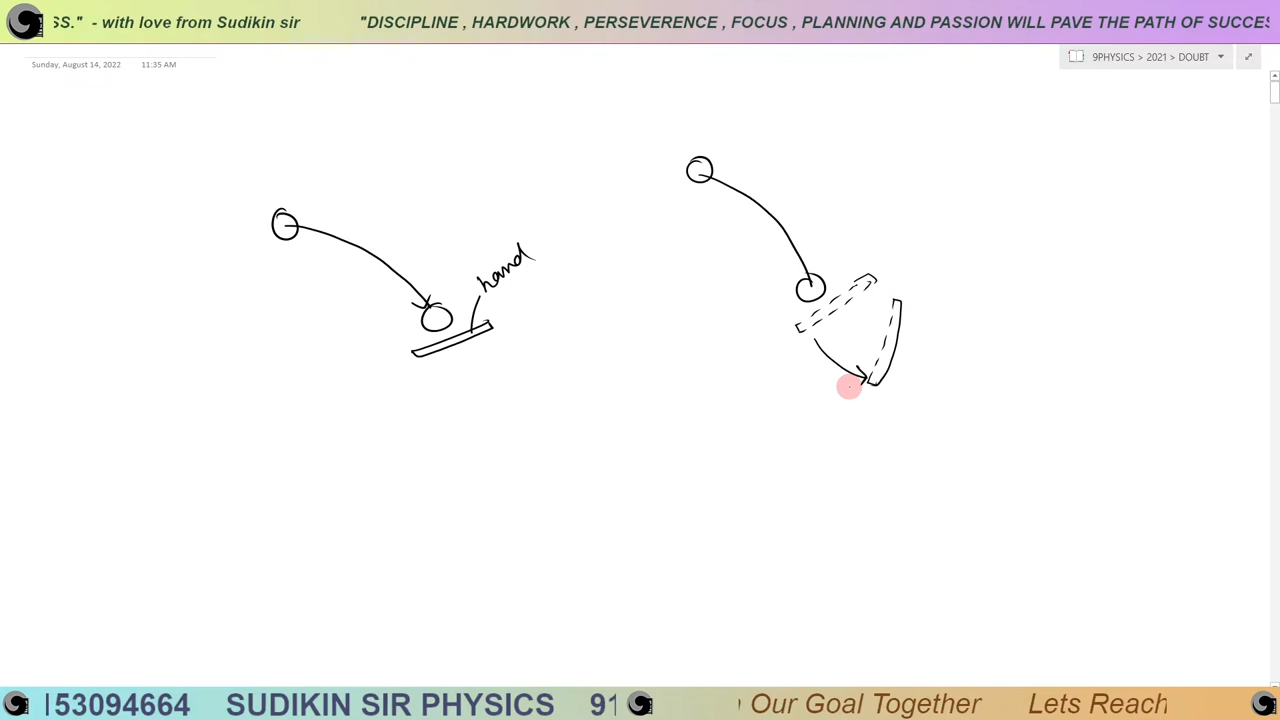 SS." - with love from Sudikin sir "DISCIPLINE , HARDWORK , PERSEVERENCE , FOCUS , PLANNING AND PASSION WILL PAVE THE PATH OF SUCCES
Sunday, August 14, 2022 11:35 AM
9PHYSICS > 2021 > DOUBT
hand
53094664 SUDIKIN SIR PHYSICS 91 Our Goal Together Lets Reach